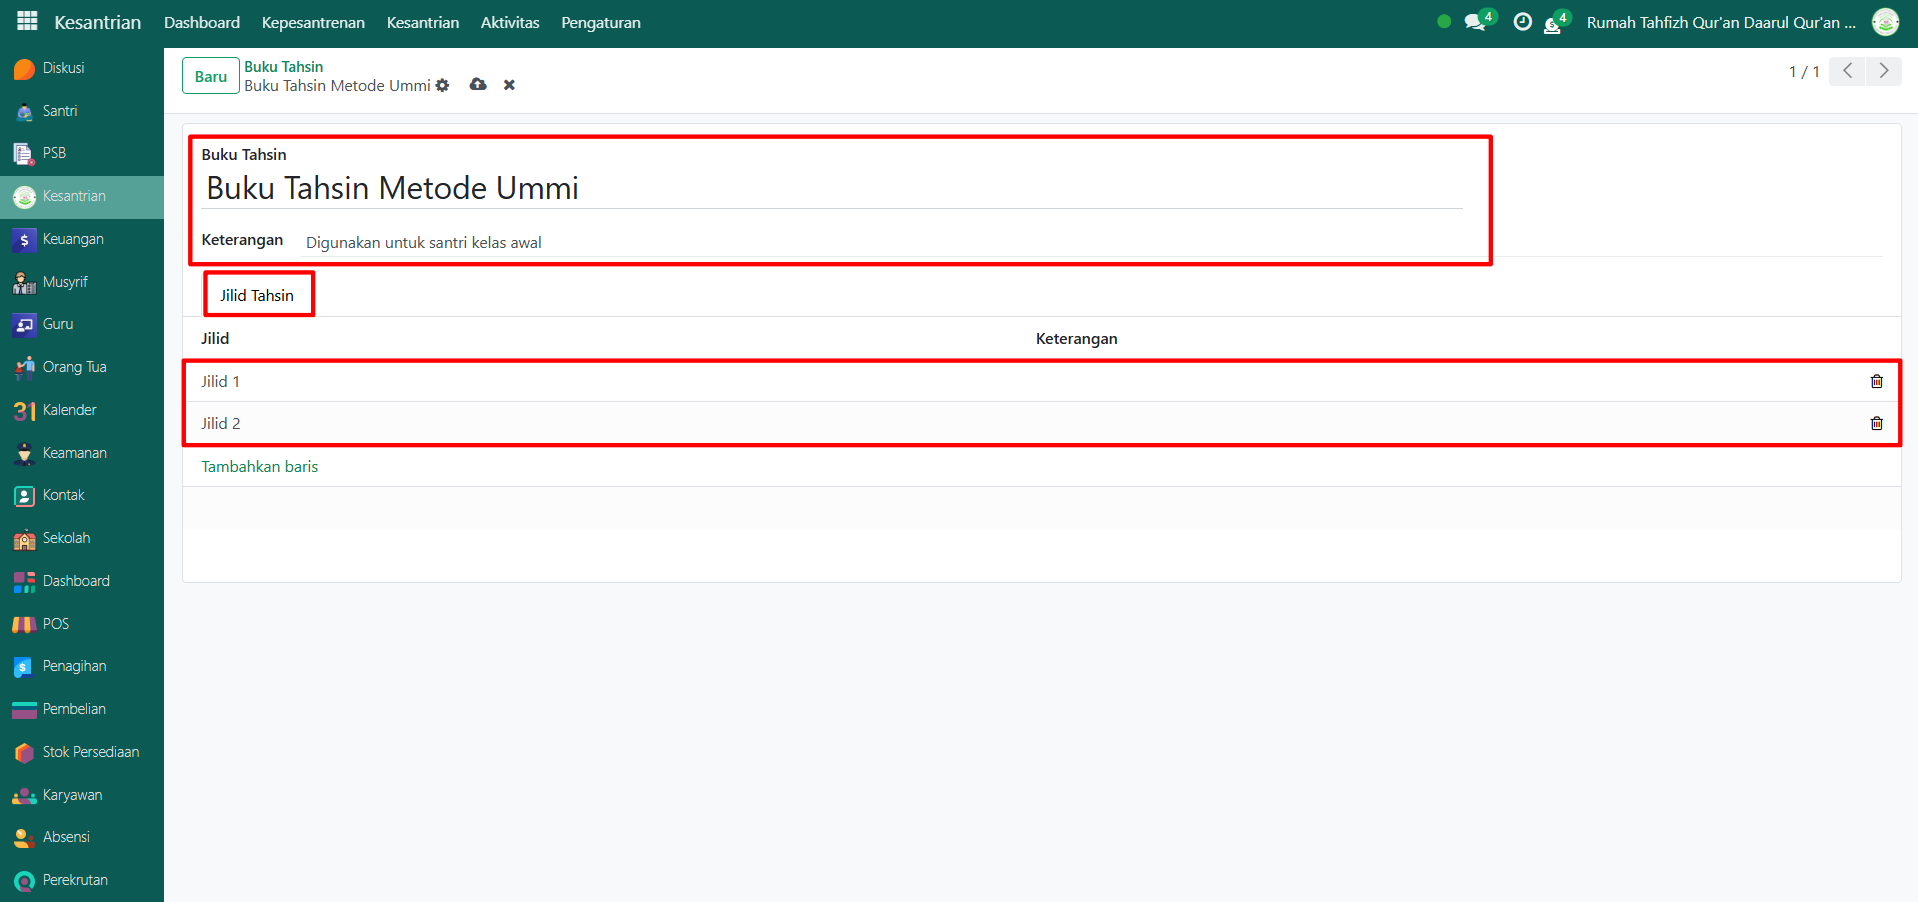 Kesantrian Dashboard Kepesantrenan Kesantrian Aktivitas Pengaturan 4 4 Rumah Tahfizh Qur'an Daarul Qur'an ...
Diskusi
Santri
PSB
Kesantrian
Keuangan
Musyrif
Guru
Orang Tua
31 Kalender
Keamanan
Kontak
Sekolah
Dashboard
POS
Penagihan
Pembelian
Stok Persediaan
Karyawan
Absensi
Perekrutan
Baru
Buku Tahsin
Buku Tahsin Metode Ummi
1 / 1
Buku Tahsin
Buku Tahsin Metode Ummi
Keterangan Digunakan untuk santri kelas awal
Jilid Tahsin
Jilid Keterangan
Jilid 1
Jilid 2
Tambahkan baris